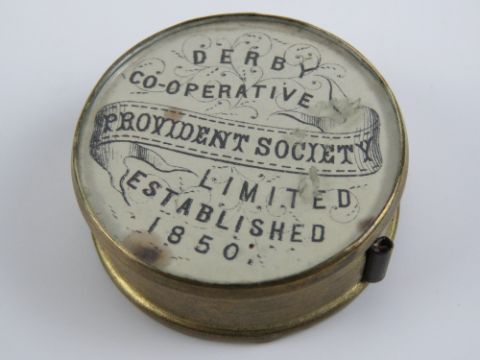 DERBY
CO-OPERATIVE
PROVIDENT SOCIETY
LIMITED
ESTABLISHED
1850.